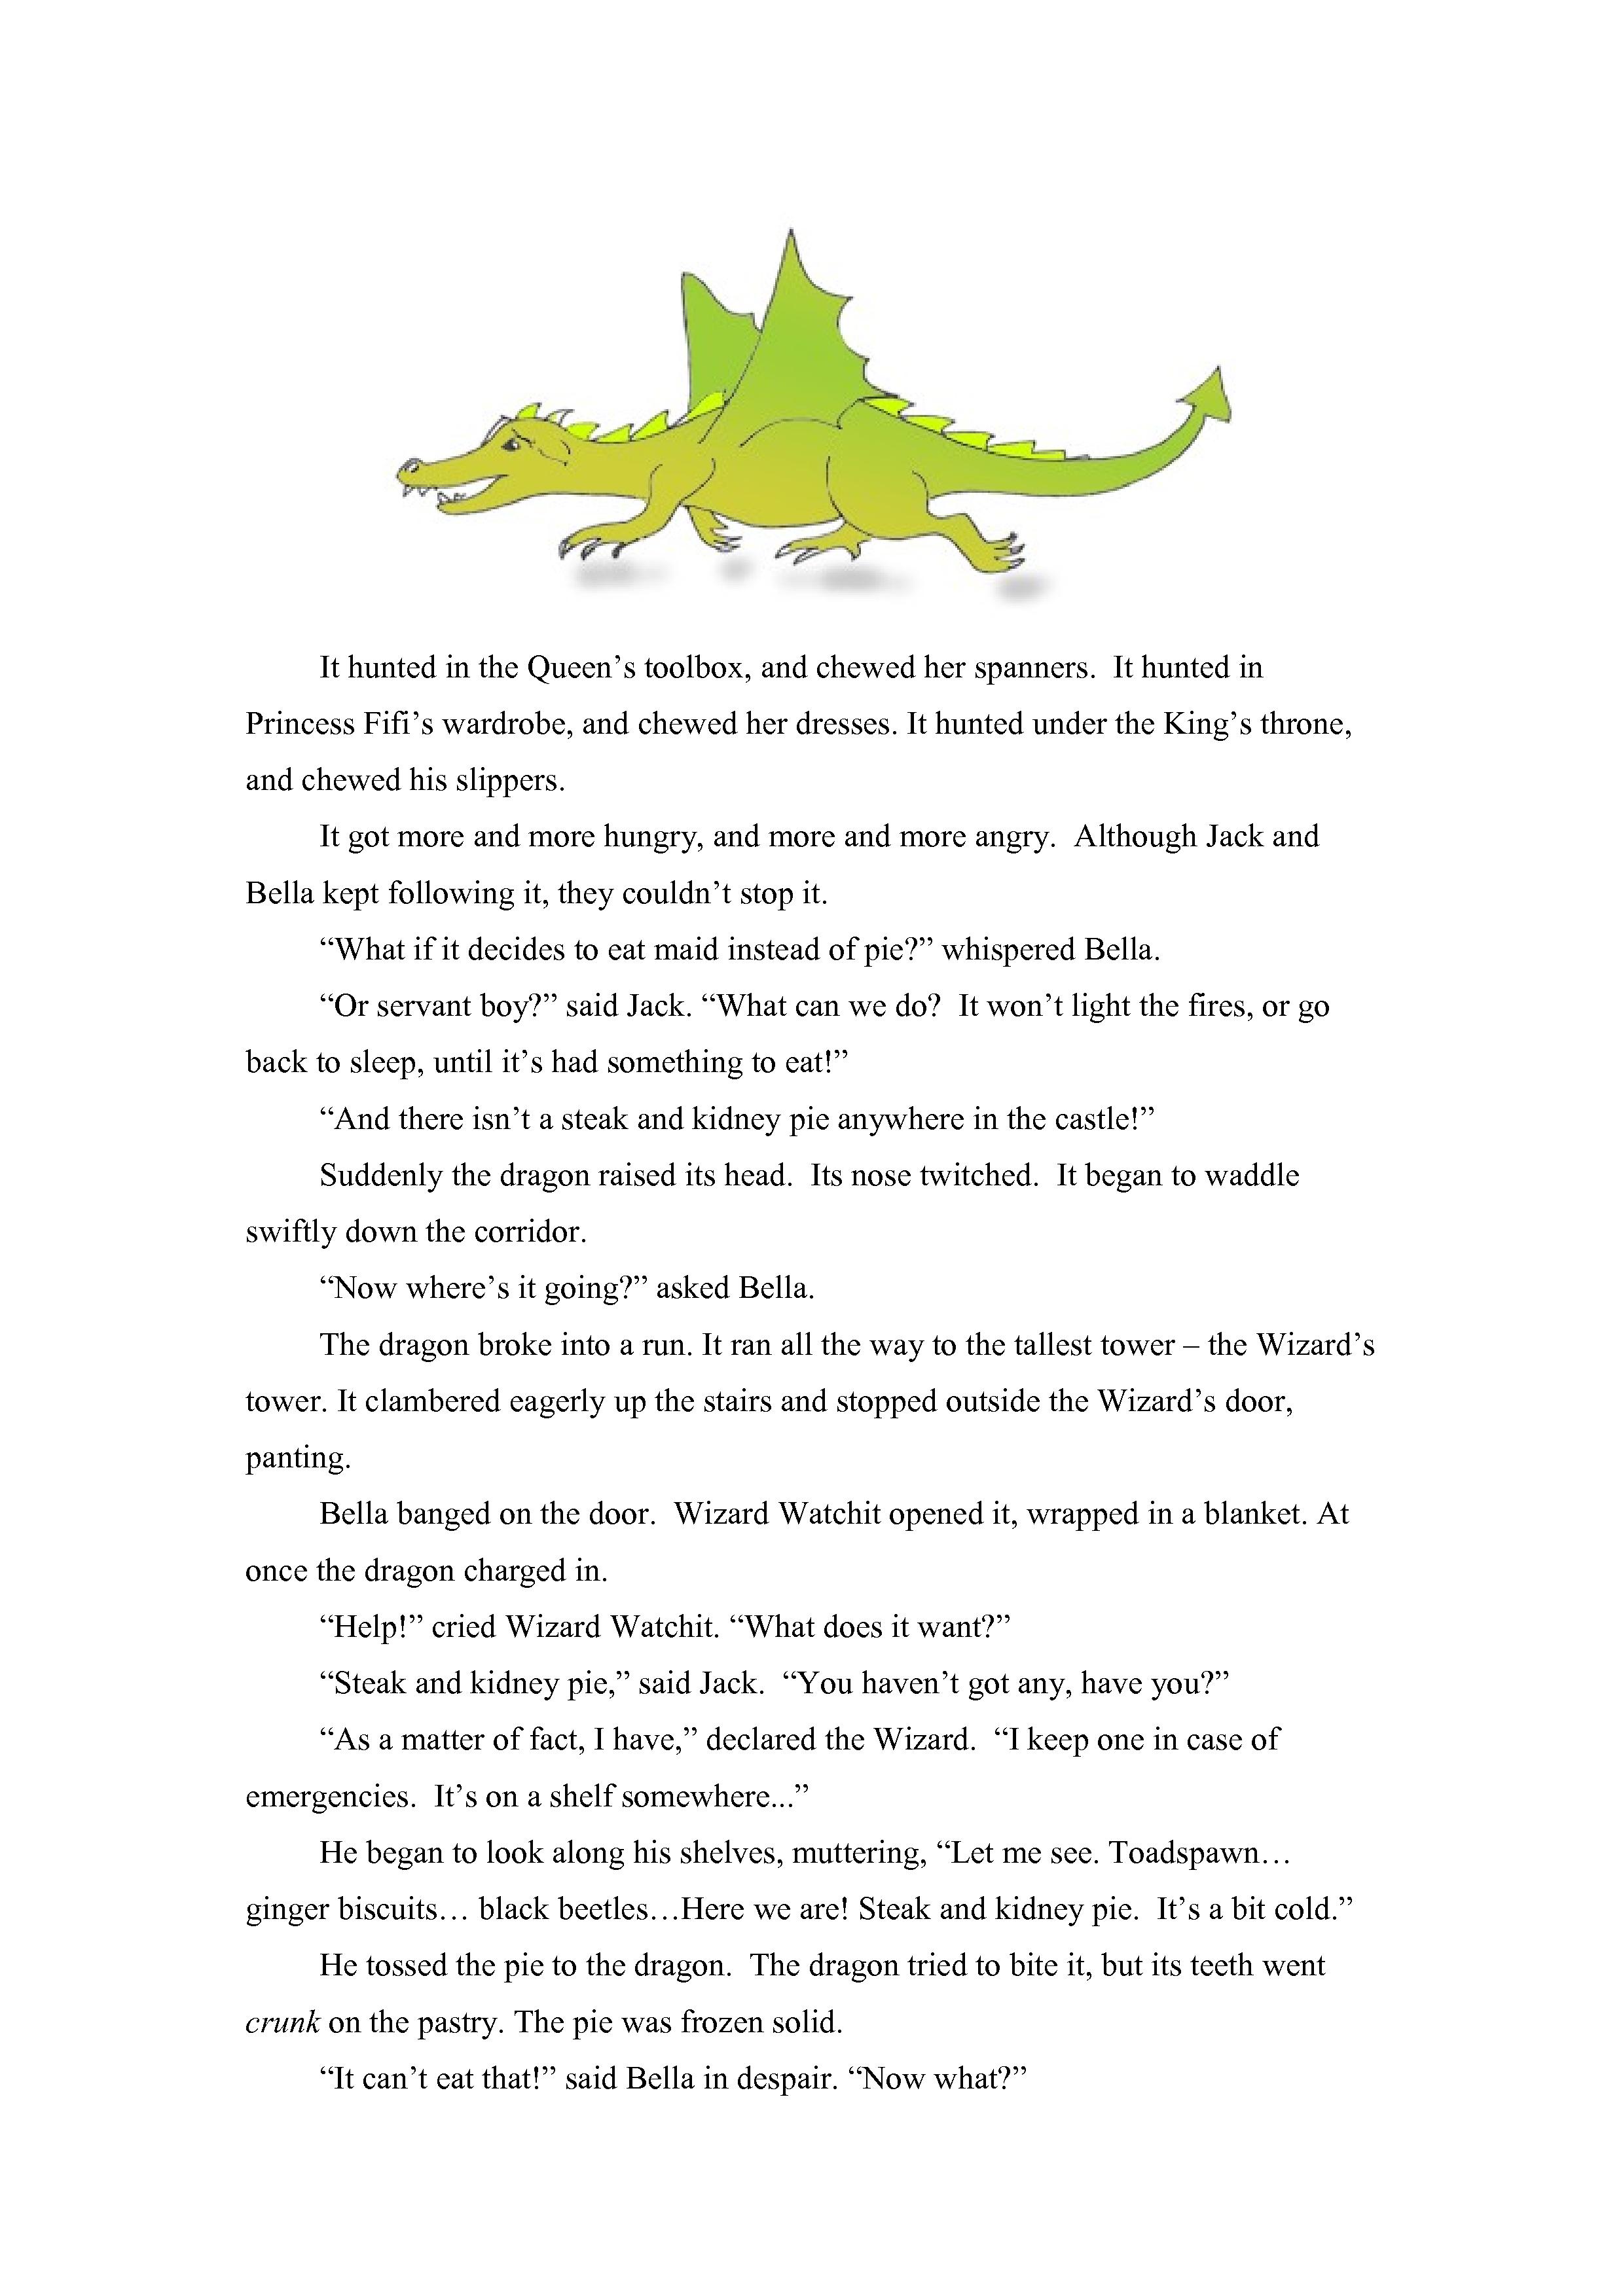 It hunted in the Queen’s toolbox, and chewed her spanners.  It hunted in
Princess Fifi’s wardrobe, and chewed her dresses. It hunted under the King’s throne,
and chewed his slippers.
It got more and more hungry, and more and more angry.  Although Jack and
Bella kept following it, they couldn’t stop it.
“What if it decides to eat maid instead of pie?” whispered Bella.
“Or servant boy?” said Jack. “What can we do?  It won’t light the fires, or go
back to sleep, until it’s had something to eat!”
“And there isn’t a steak and kidney pie anywhere in the castle!”
Suddenly the dragon raised its head.  Its nose twitched.  It began to waddle
swiftly down the corridor.
“Now where’s it going?” asked Bella.
The dragon broke into a run. It ran all the way to the tallest tower – the Wizard’s
tower. It clambered eagerly up the stairs and stopped outside the Wizard’s door,
panting.
Bella banged on the door.  Wizard Watchit opened it, wrapped in a blanket. At
once the dragon charged in.
“Help!” cried Wizard Watchit. “What does it want?”
“Steak and kidney pie,” said Jack.  “You haven’t got any, have you?”
“As a matter of fact, I have,” declared the Wizard.  “I keep one in case of
emergencies.  It’s on a shelf somewhere...”
He began to look along his shelves, muttering, “Let me see. Toadspawn…
ginger biscuits… black beetles…Here we are! Steak and kidney pie.  It’s a bit cold.”
He tossed the pie to the dragon.  The dragon tried to bite it, but its teeth went
crunk on the pastry. The pie was frozen solid.
“It can’t eat that!” said Bella in despair. “Now what?”